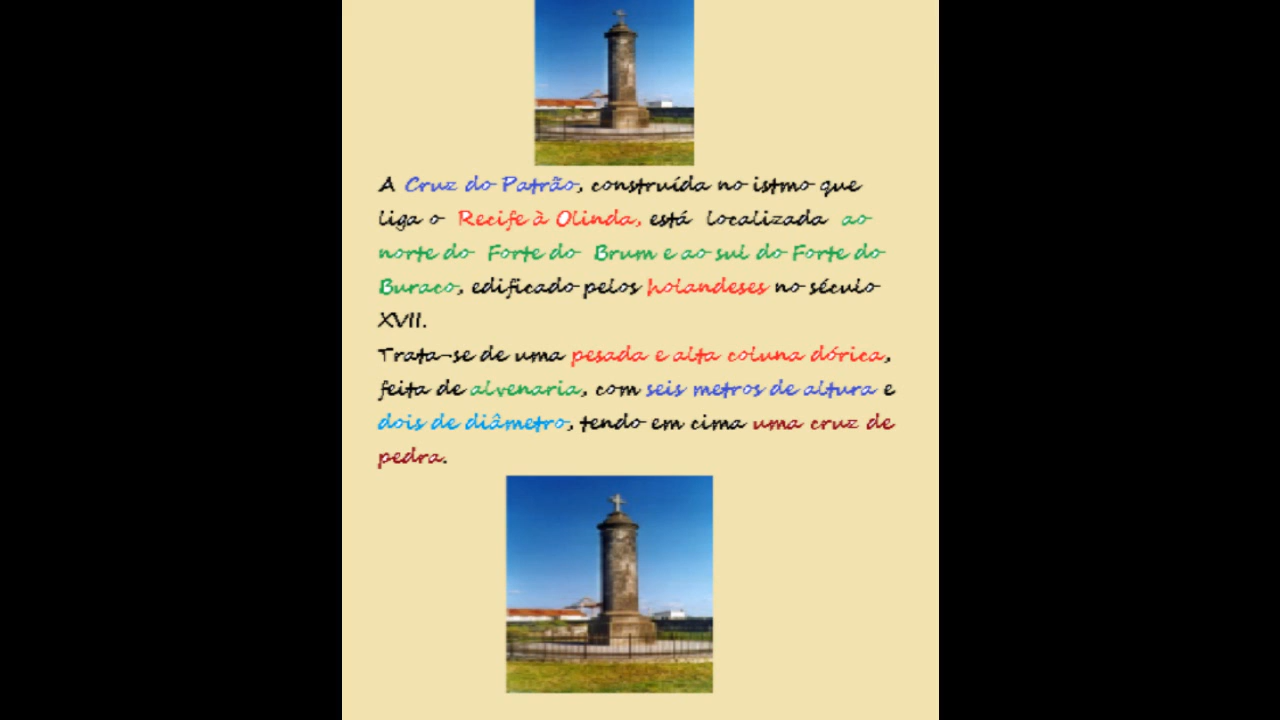 A Cruz do Patrão, construída no istmo que
liga o Recife à Olinda, está localizada ao
norte do Forte do Brum e ao sul do Forte do
Buraco, edificado pelos holandeses no século
XVII.
Trata-se de uma pesada e alta coluna dórica,
feita de alvenaria, com seis metros de altura e
dois de diâmetro, tendo em cima uma cruz de
pedra.